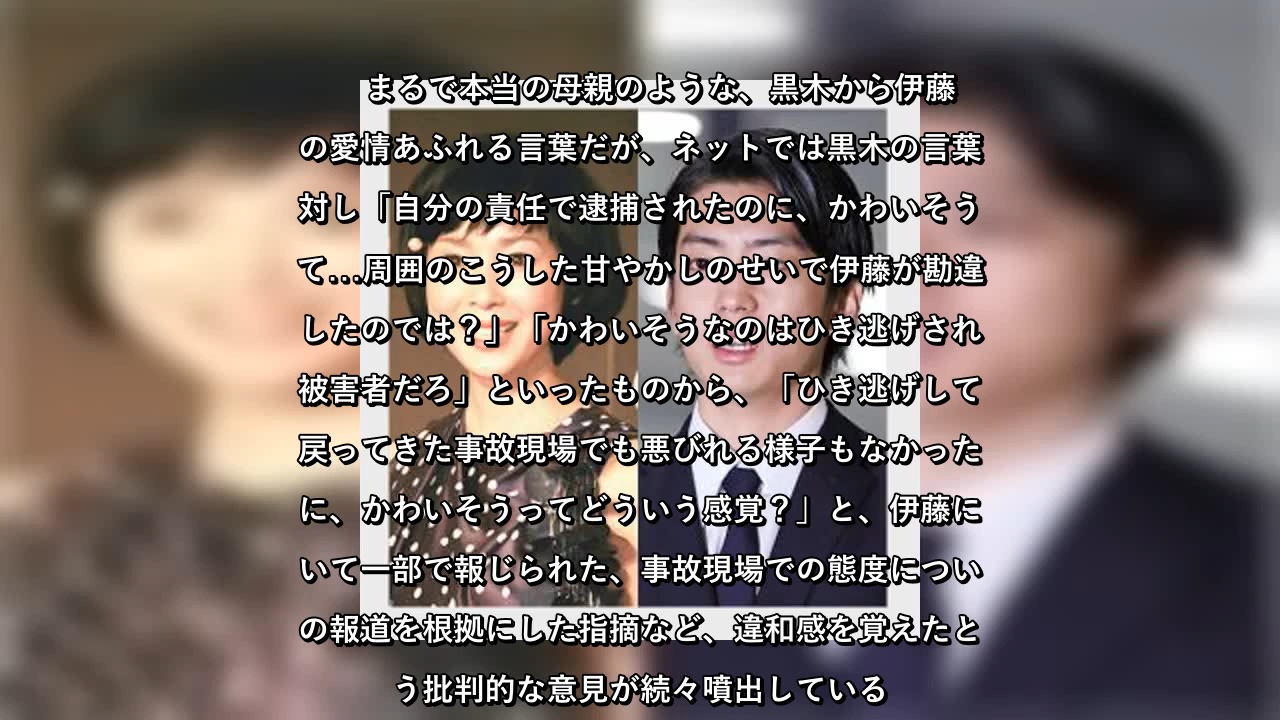 まるで本当の母親のような、黒木から伊藤
の愛情あふれる言葉だが、ネットでは黒木の言葉
対し「自分の責任で逮捕されたのに、かわいそう
て…周囲のこうした甘やかしのせいで伊藤が勘違
したのでは？」「かわいそうなのはひき逃げされ
被害者だろ」といったものから、「ひき逃げして
戻ってきた事故現場でも悪びれる様子もなかった
に、かわいそうってどういう感覚？」と、伊藤に
いて一部で報じられた、事故現場での態度につい
の報道を根拠にした指摘など、違和感を覚えたと
う批判的な意見が続々噴出している